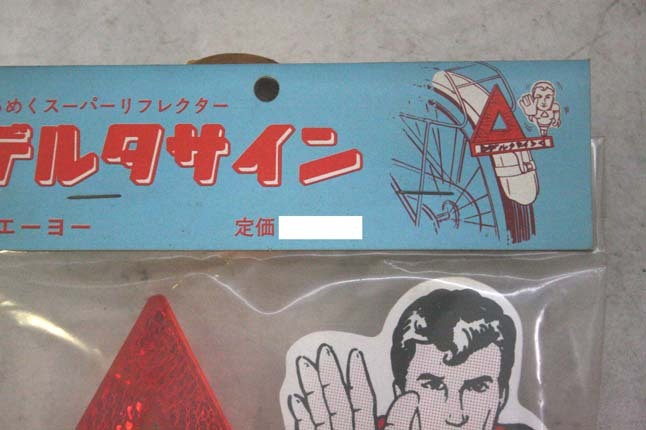 めくスーパーリフレクター
デルタサイン
エーヨー
定価
デルタサイン